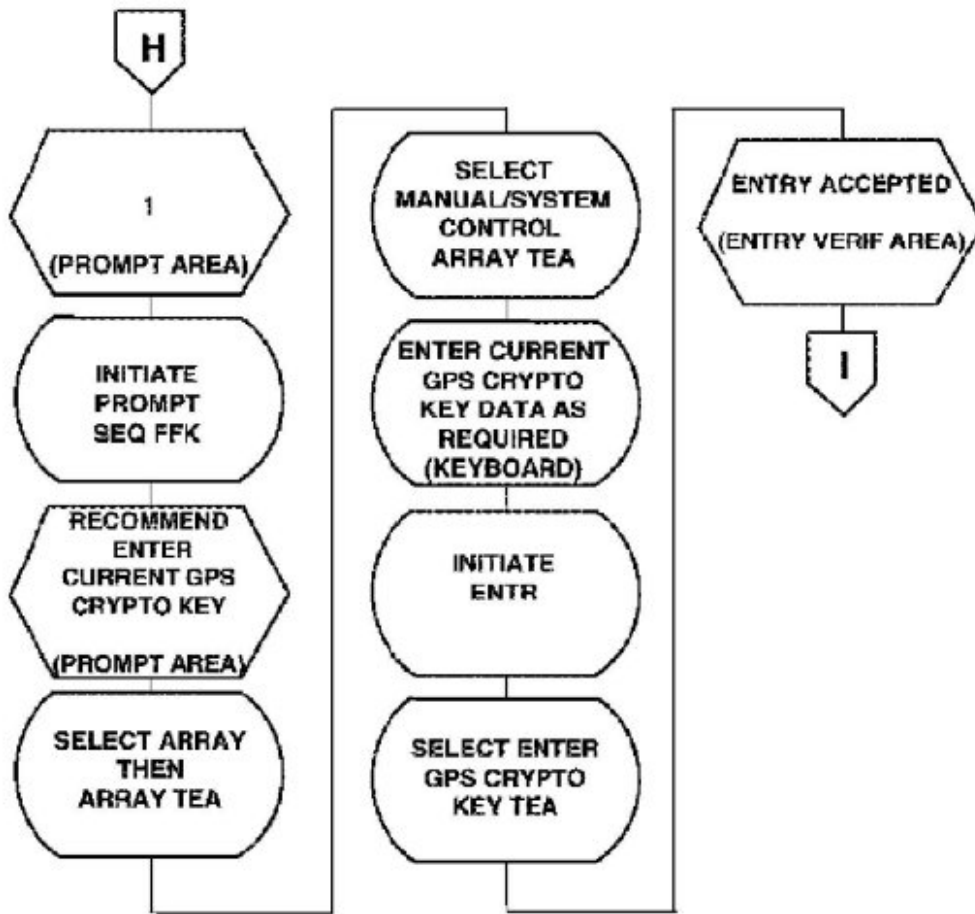 H
1
(PROMPT AREA)
INITIATE
PROMPT
SEQ FFK
RECOMMEND
ENTER
CURRENT GPS
CRYPTO KEY
(PROMPT AREA)
SELECT ARRAY
THEN
ARRAY TEA
SELECT
MANUAL/SYSTEM
CONTROL
ARRAY TEA
ENTER CURRENT
GPS CRYPTO
KEY DATA AS
REQUIRED
(KEYBOARD)
INITIATE
ENTR
SELECT ENTER
GPS CRYPTO
KEY TEA
ENTRY ACCEPTED
(ENTRY VERIF AREA)
I